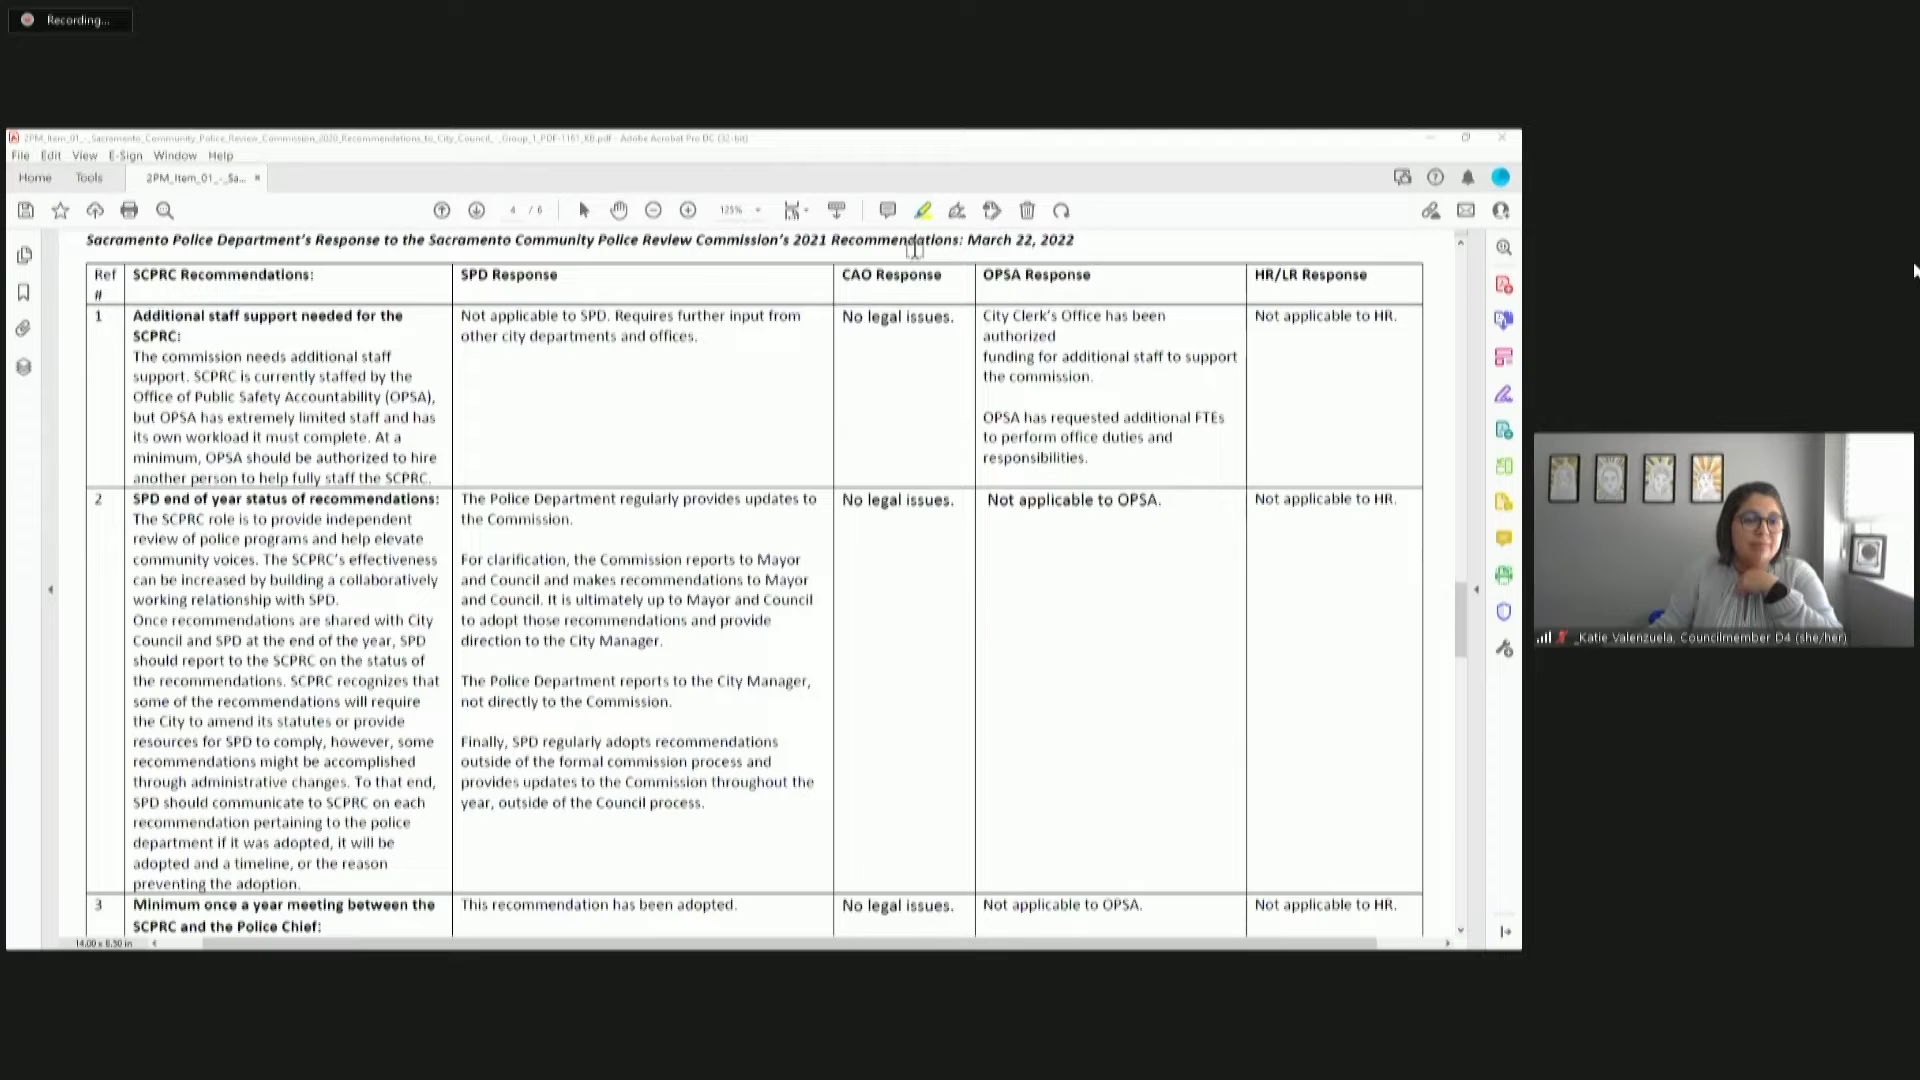 Recording...
2PM_Item_01_-_Sacramento_Community_Police_Review_Commission_2020_Recommendations_to_City_Council_-_Group_1_PDF-1161_KB.pdf - Adobe Acrobat Pro DC (32-bit)
File Edit View E-Sign Window Help
Home Tools 2PM_Item_01_-_Sa... ×
4 / 6 125%
Sacramento Police Department's Response to the Sacramento Community Police Review Commission's 2021 Recommendations: March 22, 2022
Ref
#
SCPRC Recommendations:
SPD Response
CAO Response
OPSA Response
HR/LR Response
1
Additional staff support needed for the
SCPRC:
The commission needs additional staff
support. SCPRC is currently staffed by the
Office of Public Safety Accountability (OPSA),
but OPSA has extremely limited staff and has
its own workload it must complete. At a
minimum, OPSA should be authorized to hire
another person to help fully staff the SCPRC.
Not applicable to SPD. Requires further input from
other city departments and offices.
No legal issues.
City Clerk's Office has been
authorized
funding for additional staff to support
the commission.
OPSA has requested additional FTEs
to perform office duties and
responsibilities.
Not applicable to HR.
2
SPD end of year status of recommendations:
The SCPRC role is to provide independent
review of police programs and help elevate
community voices. The SCPRC's effectiveness
can be increased by building a collaboratively
working relationship with SPD.
Once recommendations are shared with City
Council and SPD at the end of the year, SPD
should report to the SCPRC on the status of
the recommendations. SCPRC recognizes that
some of the recommendations will require
the City to amend its statutes or provide
resources for SPD to comply, however, some
recommendations might be accomplished
through administrative changes. To that end,
SPD should communicate to SCPRC on each
recommendation pertaining to the police
department if it was adopted, it will be
adopted and a timeline, or the reason
preventing the adoption.
The Police Department regularly provides updates to
the Commission.
For clarification, the Commission reports to Mayor
and Council and makes recommendations to Mayor
and Council. It is ultimately up to Mayor and Council
to adopt those recommendations and provide
direction to the City Manager.
The Police Department reports to the City Manager,
not directly to the Commission.
Finally, SPD regularly adopts recommendations
outside of the formal commission process and
provides updates to the Commission throughout the
year, outside of the Council process.
No legal issues.
Not applicable to OPSA.
Not applicable to HR.
3
Minimum once a year meeting between the
SCPRC and the Police Chief:
This recommendation has been adopted.
No legal issues.
Not applicable to OPSA.
Not applicable to HR.
14.00 x 8.50 in
_Katie Valenzuela, Councilmember D4 (she/her)